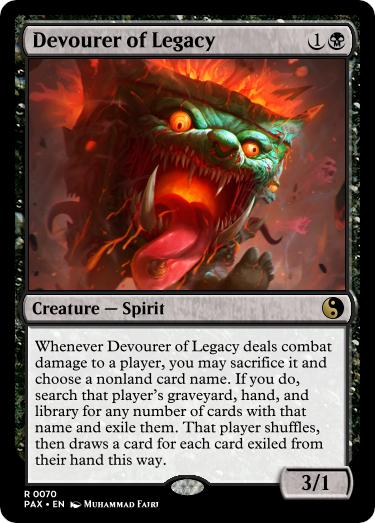 Devourer of Legacy 1
Creature — Spirit
Whenever Devourer of Legacy deals combat
damage to a player, you may sacrifice it and
choose a nonland card name. If you do,
search that player's graveyard, hand, and
library for any number of cards with that
name and exile them. That player shuffles,
then draws a card for each card exiled from
their hand this way.
3/1
R 0070
PAX • EN Muhammad Fajri